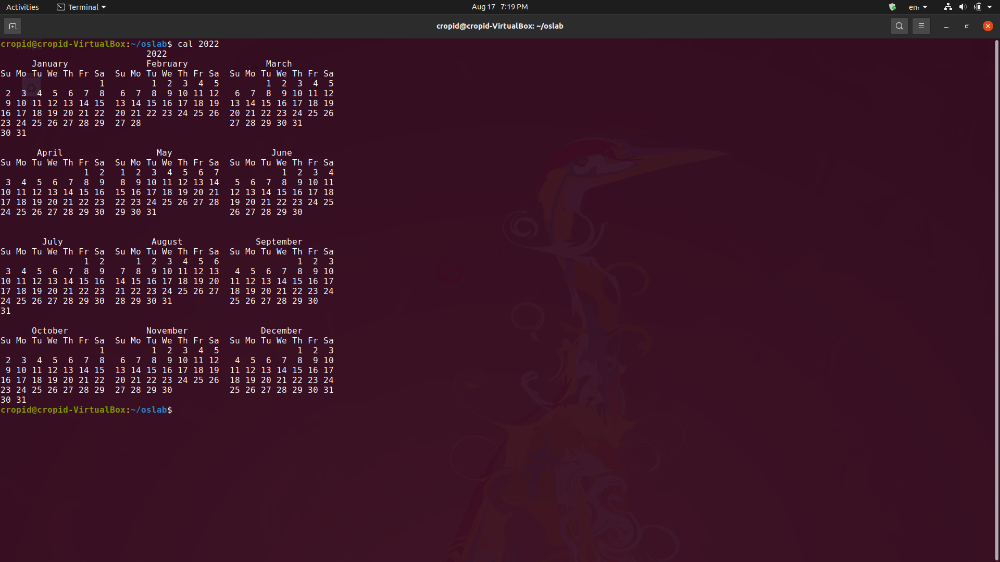 Activities Terminal Aug 17 7:19 PM en₁
cropid@cropid-VirtualBox: ~/oslab
cropid@cropid-VirtualBox:~/oslab$ cal 2022
                            2022
      January               February               March
Su Mo Tu We Th Fr Sa  Su Mo Tu We Th Fr Sa  Su Mo Tu We Th Fr Sa
                   1         1  2  3  4  5         1  2  3  4  5
 2  3  4  5  6  7  8   6  7  8  9 10 11 12   6  7  8  9 10 11 12
 9 10 11 12 13 14 15  13 14 15 16 17 18 19  13 14 15 16 17 18 19
16 17 18 19 20 21 22  20 21 22 23 24 25 26  20 21 22 23 24 25 26
23 24 25 26 27 28 29  27 28                 27 28 29 30 31
30 31

       April                  May                   June
Su Mo Tu We Th Fr Sa  Su Mo Tu We Th Fr Sa  Su Mo Tu We Th Fr Sa
                1  2   1  2  3  4  5  6  7            1  2  3  4
 3  4  5  6  7  8  9   8  9 10 11 12 13 14   5  6  7  8  9 10 11
10 11 12 13 14 15 16  15 16 17 18 19 20 21  12 13 14 15 16 17 18
17 18 19 20 21 22 23  22 23 24 25 26 27 28  19 20 21 22 23 24 25
24 25 26 27 28 29 30  29 30 31              26 27 28 29 30

        July                 August              September
Su Mo Tu We Th Fr Sa  Su Mo Tu We Th Fr Sa  Su Mo Tu We Th Fr Sa
                1  2      1  2  3  4  5  6               1  2  3
 3  4  5  6  7  8  9   7  8  9 10 11 12 13   4  5  6  7  8  9 10
10 11 12 13 14 15 16  14 15 16 17 18 19 20  11 12 13 14 15 16 17
17 18 19 20 21 22 23  21 22 23 24 25 26 27  18 19 20 21 22 23 24
24 25 26 27 28 29 30  28 29 30 31           25 26 27 28 29 30
31

      October               November              December
Su Mo Tu We Th Fr Sa  Su Mo Tu We Th Fr Sa  Su Mo Tu We Th Fr Sa
                   1         1  2  3  4  5               1  2  3
 2  3  4  5  6  7  8   6  7  8  9 10 11 12   4  5  6  7  8  9 10
 9 10 11 12 13 14 15  13 14 15 16 17 18 19  11 12 13 14 15 16 17
16 17 18 19 20 21 22  20 21 22 23 24 25 26  18 19 20 21 22 23 24
23 24 25 26 27 28 29  27 28 29 30           25 26 27 28 29 30 31
30 31
cropid@cropid-VirtualBox:~/oslab$